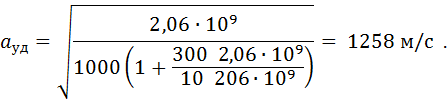 a_уд = √(2,06 · 10⁹ / (1000 (1 + (300 2,06 · 10⁹) / (10 206 · 10⁹)))) = 1258 м/с .